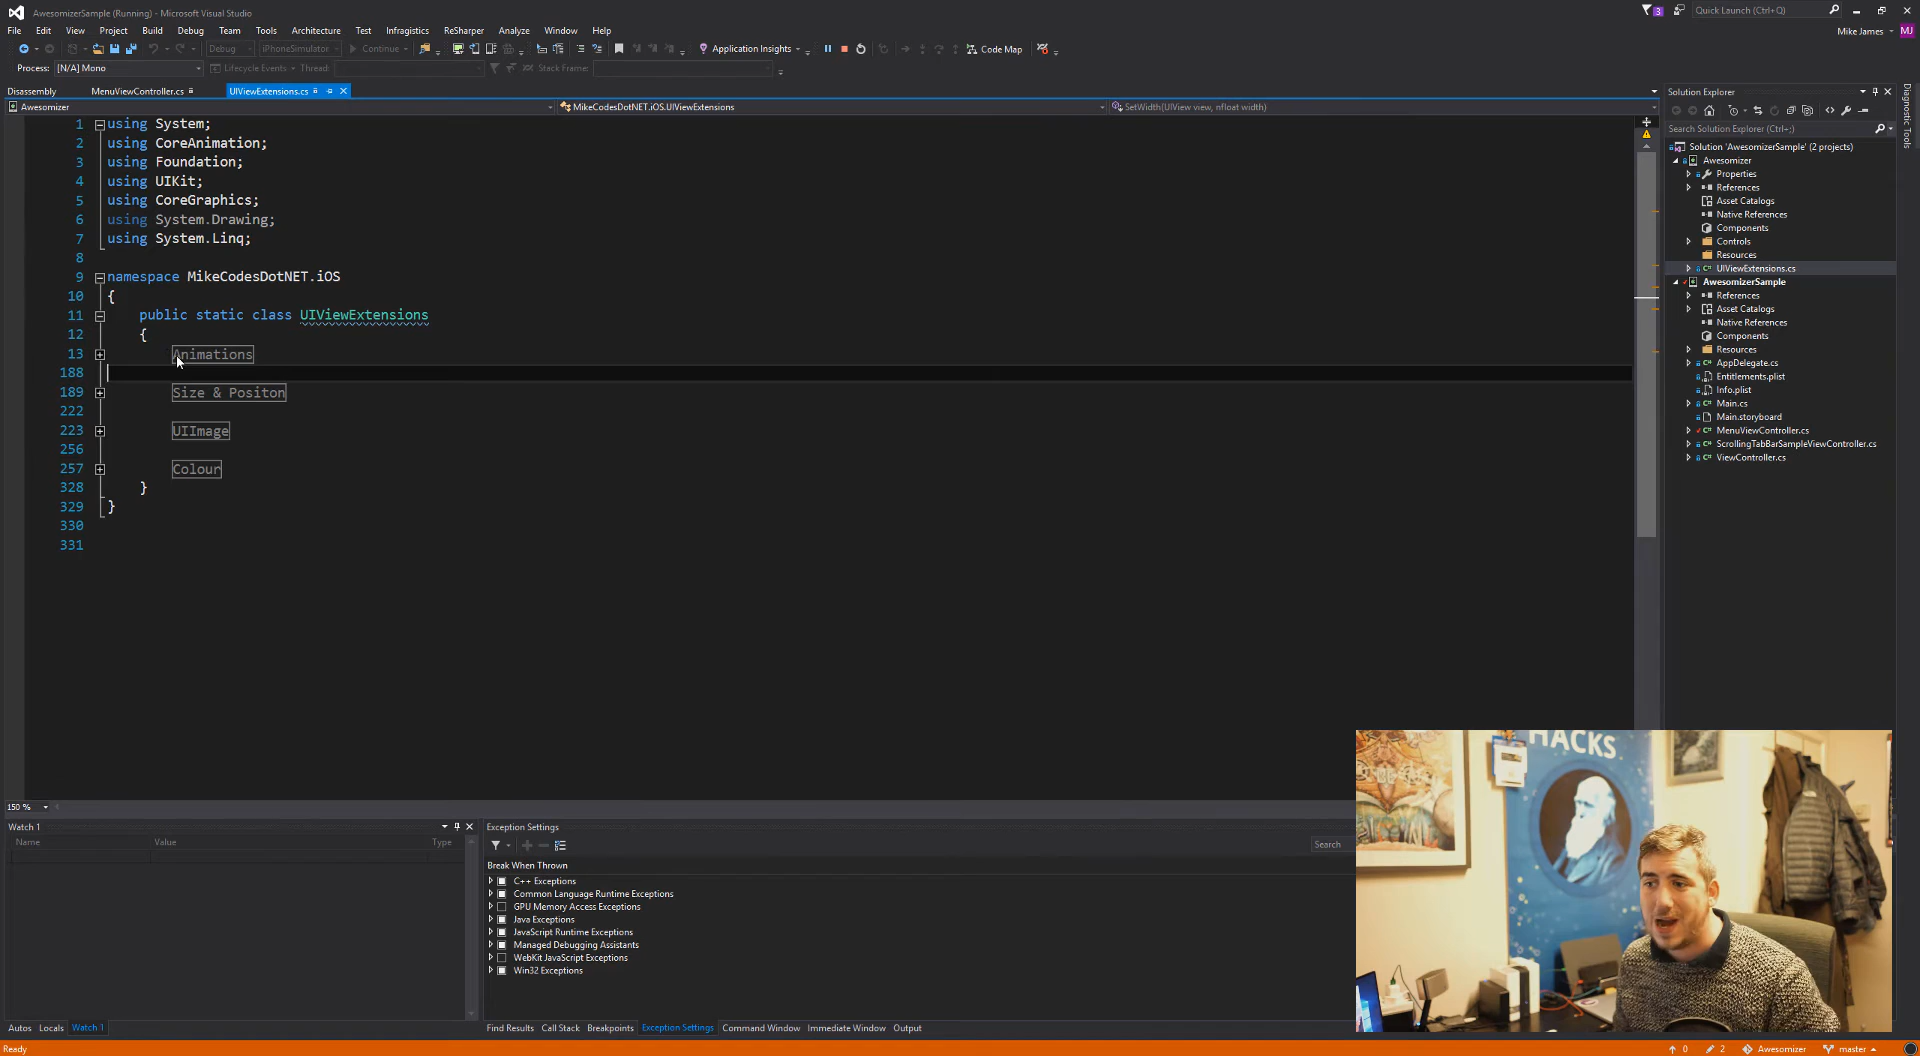 AwesomizerSample (Running) - Microsoft Visual Studio
3
Quick Launch (Ctrl+Q)
File Edit View Project Build Debug Team Tools Architecture Test Infragistics ReSharper Analyze Window Help
Mike James MJ
Debug iPhoneSimulator Continue Application Insights Code Map
Process: [N/A] Mono Lifecycle Events Thread: Stack Frame:
Disassembly MenuViewController.cs UIViewExtensions.cs
Awesomizer MikeCodesDotNET.iOS.UIViewExtensions SetWidth(UIView view, nfloat width)
1 using System;
2 using CoreAnimation;
3 using Foundation;
4 using UIKit;
5 using CoreGraphics;
6 using System.Drawing;
7 using System.Linq;
8
9 namespace MikeCodesDotNET.iOS
10 {
11 public static class UIViewExtensions
12 {
13 Animations
188
189 Size & Positon
222
223 UIImage
256
257 Colour
328 }
329 }
330
331
150 %
Solution Explorer
Search Solution Explorer (Ctrl+;)
Solution 'AwesomizerSample' (2 projects)
Awesomizer
Properties
References
Asset Catalogs
Native References
Components
Controls
Resources
UIViewExtensions.cs
AwesomizerSample
References
Asset Catalogs
Native References
Components
Resources
AppDelegate.cs
Entitlements.plist
Info.plist
Main.cs
Main.storyboard
MenuViewController.cs
ScrollingTabBarSampleViewController.cs
ViewController.cs
Diagnostic Tools
Watch 1
Name Value Type
Autos Locals Watch 1
Exception Settings
Search
Break When Thrown
C++ Exceptions
Common Language Runtime Exceptions
GPU Memory Access Exceptions
Java Exceptions
JavaScript Runtime Exceptions
Managed Debugging Assistants
WebKit JavaScript Exceptions
Win32 Exceptions
Find Results Call Stack Breakpoints Exception Settings Command Window Immediate Window Output
HACKS
Ready
0 2 Awesomizer master